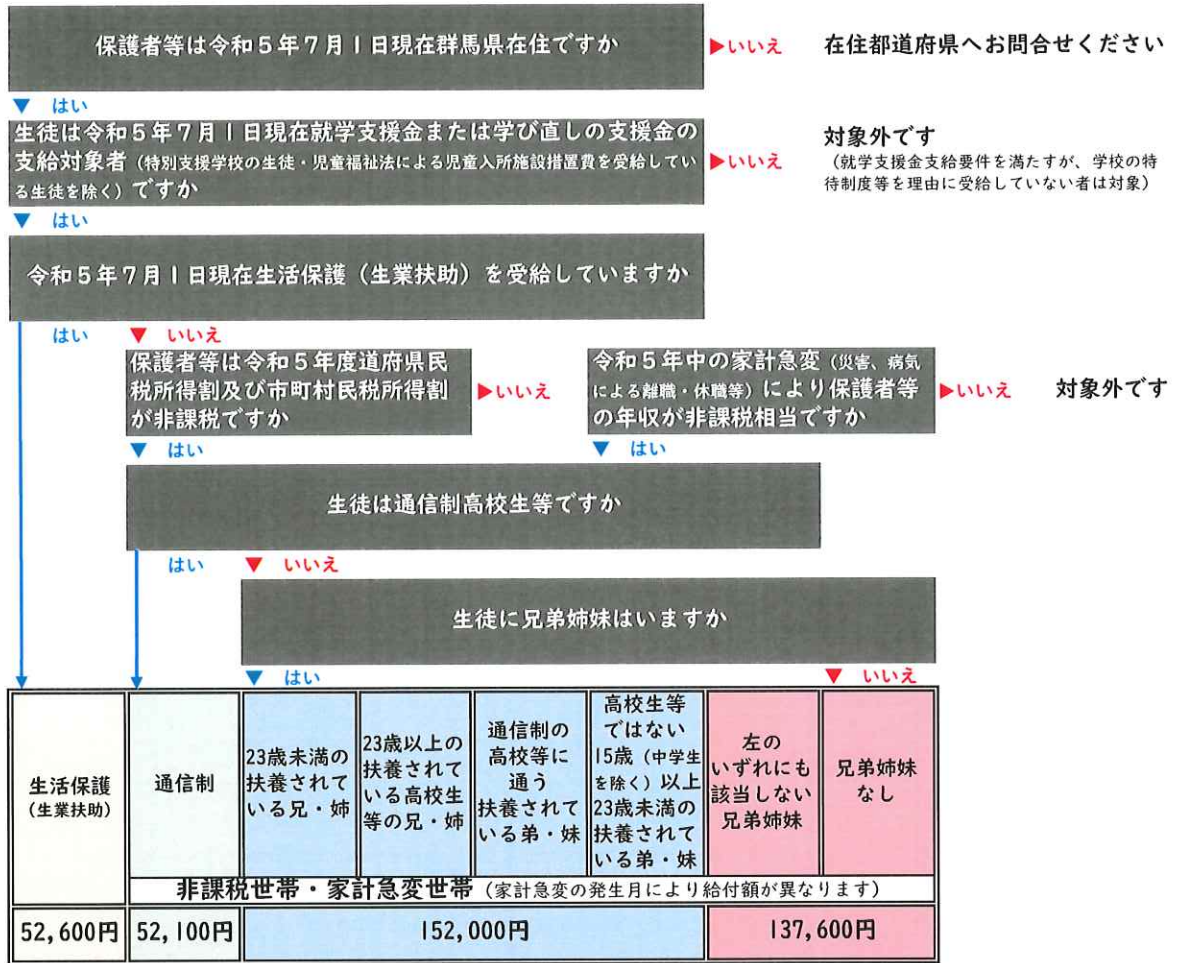 保護者等は令和５年７月１日現在群馬県在住ですか
▶いいえ
在住都道府県へお問合せください
▼ はい
生徒は令和５年７月１日現在就学支援金または学び直しの支援金の
支給対象者（特別支援学校の生徒・児童福祉法による児童入所施設措置費を受給してい
る生徒を除く）ですか
▶いいえ
対象外です
（就学支援金支給要件を満たすが、学校の特
待制度等を理由に受給していない者は対象）
▼ はい
令和５年７月１日現在生活保護（生業扶助）を受給していますか
はい
▼ いいえ
保護者等は令和５年度道府県民
税所得割及び市町村民税所得割
が非課税ですか
▶いいえ
令和５年中の家計急変（災害、病気
による離職・休職等）により保護者等
の年収が非課税相当ですか
▶いいえ
対象外です
▼ はい
▼ はい
生徒は通信制高校生等ですか
はい
▼ いいえ
生徒に兄弟姉妹はいますか
▼ はい
▼ いいえ
生活保護
（生業扶助）
通信制
23歳未満の
扶養されて
いる兄・姉
23歳以上の
扶養されて
いる高校生
等の兄・姉
通信制の
高校等に
通う
扶養されて
いる弟・妹
高校生等
ではない
15歳（中学生
を除く）以上
23歳未満の
扶養されて
いる弟・妹
左の
いずれにも
該当しない
兄弟姉妹
兄弟姉妹
なし
非課税世帯・家計急変世帯（家計急変の発生月により給付額が異なります）
52,600円
52,100円
152,000円
137,600円